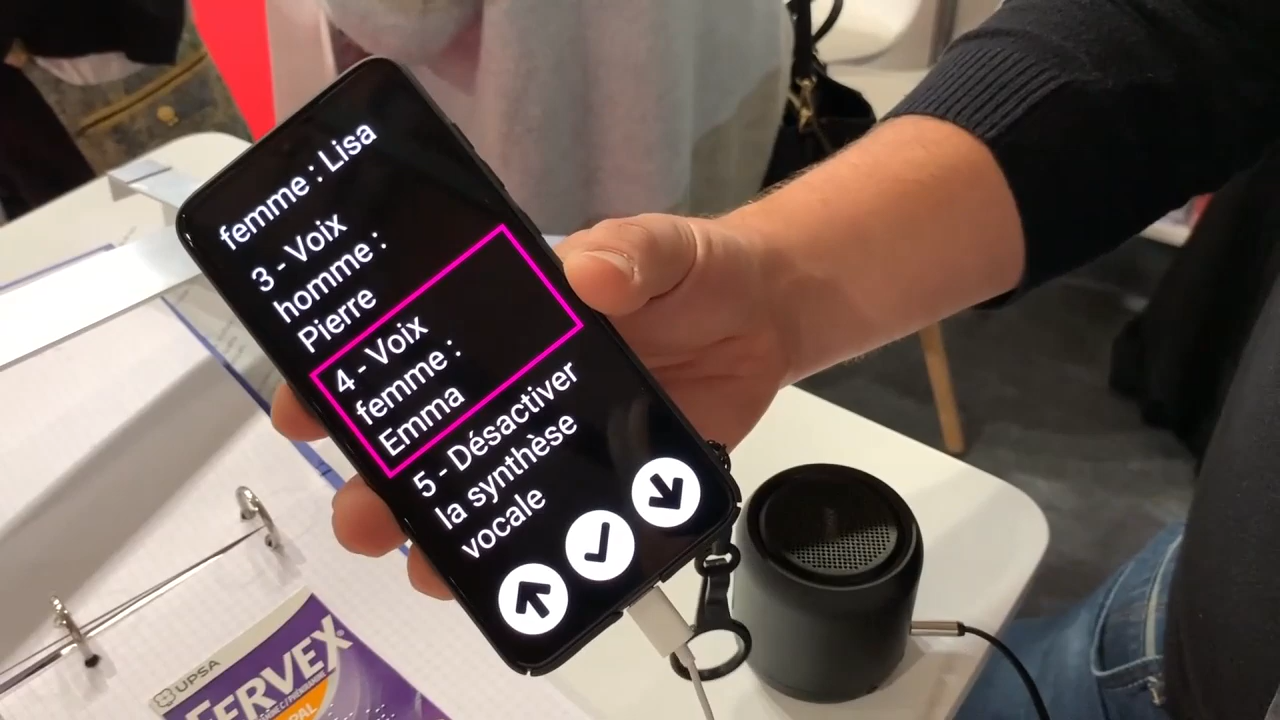 femme : Lisa
3 - Voix
homme :
Pierre
4 - Voix
femme :
Emma
5 - Désactiver
la synthèse
vocale
UPSA
FERVEX